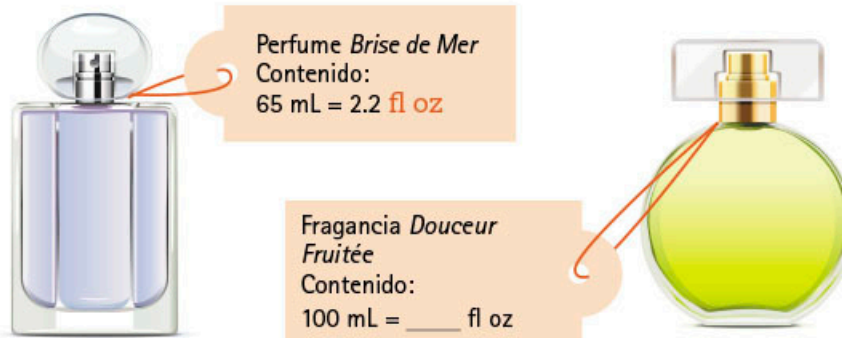 Perfume Brise de Mer
Contenido:
65 mL = 2.2 fl oz
Fragancia Douceur
Fruitée
Contenido:
100 mL = ____ fl oz